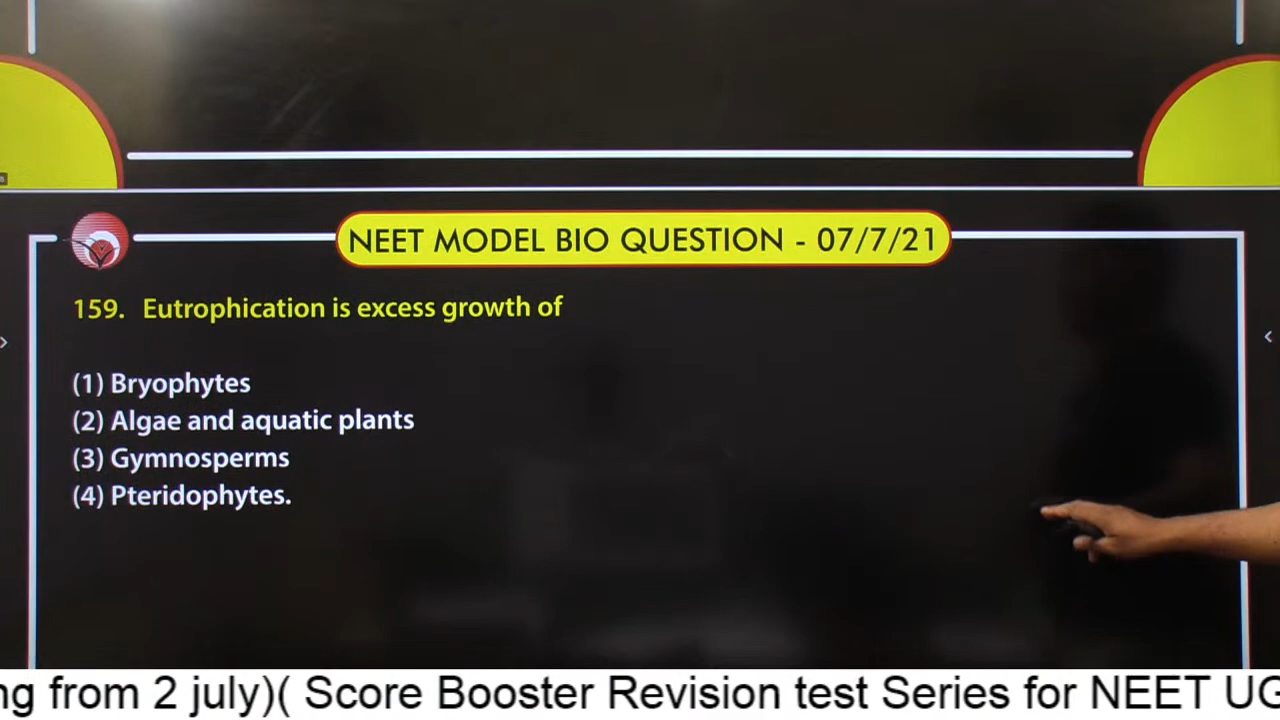 NEET MODEL BIO QUESTION - 07/7/21
159. Eutrophication is excess growth of
(1) Bryophytes
(2) Algae and aquatic plants
(3) Gymnosperms
(4) Pteridophytes.
ng from 2 july)( Score Booster Revision test Series for NEET UG